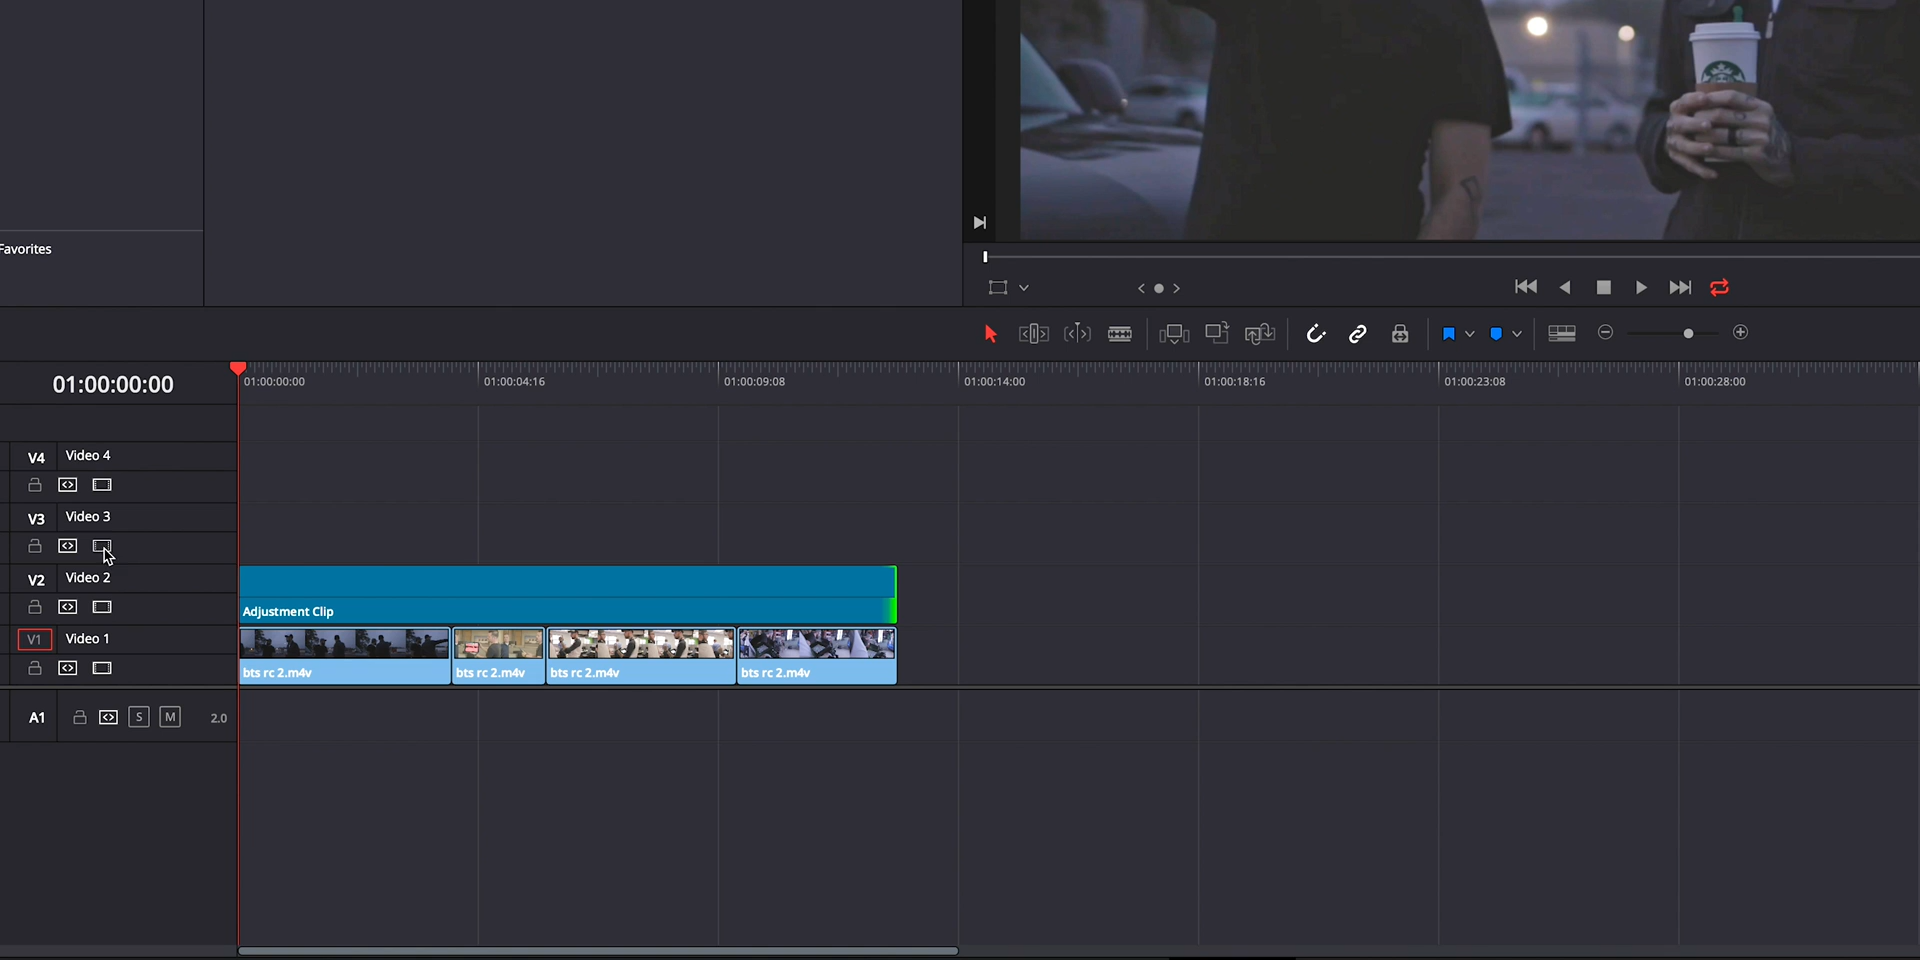 Favorites
01:00:00:00
01:00:00:00
01:00:04:16
01:00:09:08
01:00:14:00
01:00:18:16
01:00:23:08
01:00:28:00
V4 Video 4
V3 Video 3
V2 Video 2
Adjustment Clip
V1 Video 1
bts rc 2.m4v
bts rc 2.m4v
bts rc 2.m4v
bts rc 2.m4v
A1 S M 2.0